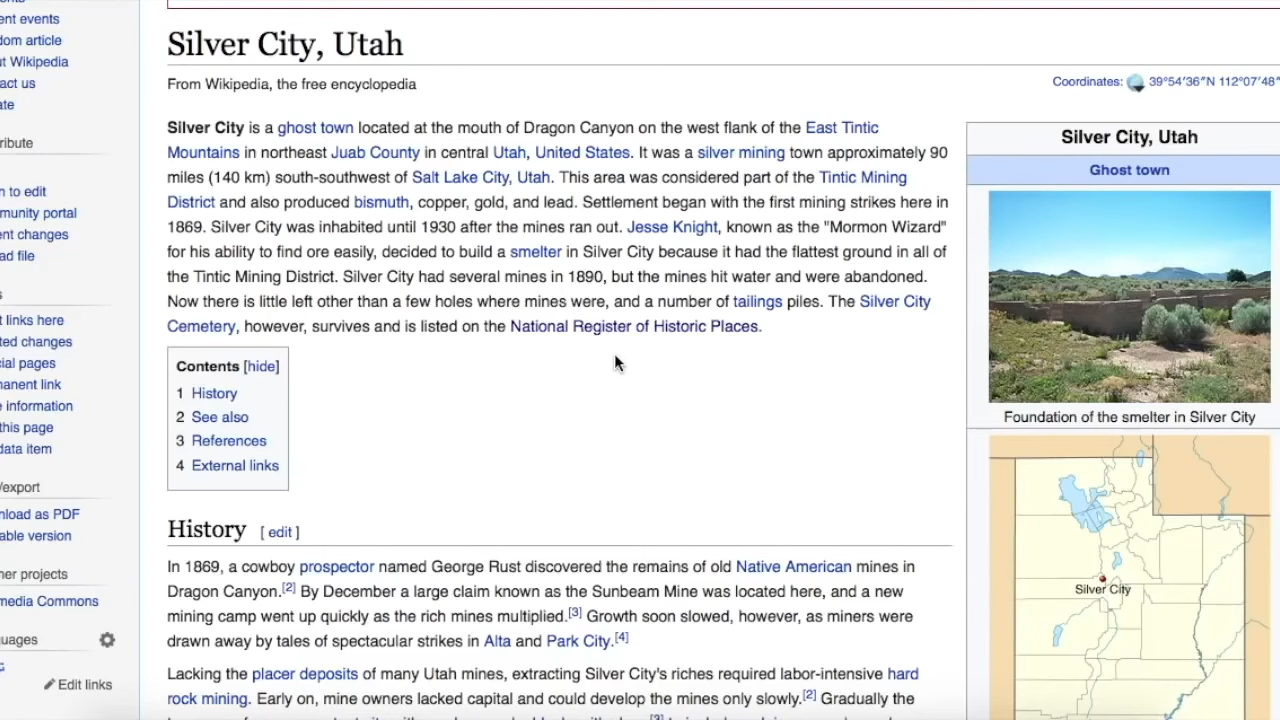 ent events
dom article
t Wikipedia
act us
ate
ribute
n to edit
munity portal
ent changes
ad file
s
t links here
ted changes
cial pages
manent link
e information
this page
data item
/export
nload as PDF
able version
her projects
media Commons
uages
Edit links
Silver City, Utah
From Wikipedia, the free encyclopedia
Coordinates: 39°54′36″N 112°07′48″
Silver City is a ghost town located at the mouth of Dragon Canyon on the west flank of the East Tintic
Mountains in northeast Juab County in central Utah, United States. It was a silver mining town approximately 90
miles (140 km) south-southwest of Salt Lake City, Utah. This area was considered part of the Tintic Mining
District and also produced bismuth, copper, gold, and lead. Settlement began with the first mining strikes here in
1869. Silver City was inhabited until 1930 after the mines ran out. Jesse Knight, known as the "Mormon Wizard"
for his ability to find ore easily, decided to build a smelter in Silver City because it had the flattest ground in all of
the Tintic Mining District. Silver City had several mines in 1890, but the mines hit water and were abandoned.
Now there is little left other than a few holes where mines were, and a number of tailings piles. The Silver City
Cemetery, however, survives and is listed on the National Register of Historic Places.
Contents [hide]
1 History
2 See also
3 References
4 External links
History [ edit ]
In 1869, a cowboy prospector named George Rust discovered the remains of old Native American mines in
Dragon Canyon.[2] By December a large claim known as the Sunbeam Mine was located here, and a new
mining camp went up quickly as the rich mines multiplied.[3] Growth soon slowed, however, as miners were
drawn away by tales of spectacular strikes in Alta and Park City.[4]
Lacking the placer deposits of many Utah mines, extracting Silver City's riches required labor-intensive hard
rock mining. Early on, mine owners lacked capital and could develop the mines only slowly.[2] Gradually the
Silver City, Utah
Ghost town
Foundation of the smelter in Silver City
Silver City